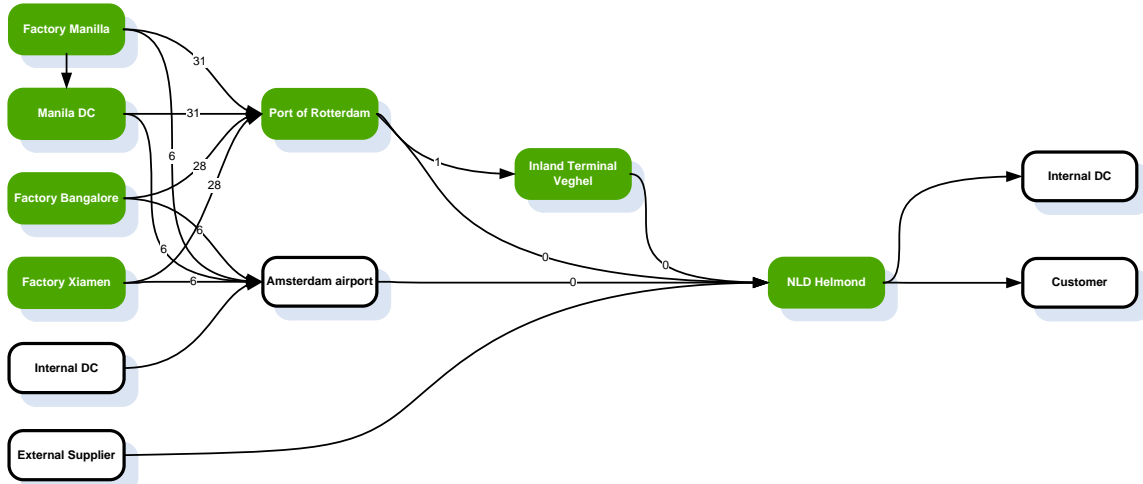 Factory Manilla
31
Manila DC
31
Port of Rotterdam
6
1
Inland Terminal
Veghel
28
28
Internal DC
Factory Bangalore
6
6
0
0
Factory Xiamen
6
Amsterdam airport
0
NLD Helmond
Customer
Internal DC
External Supplier